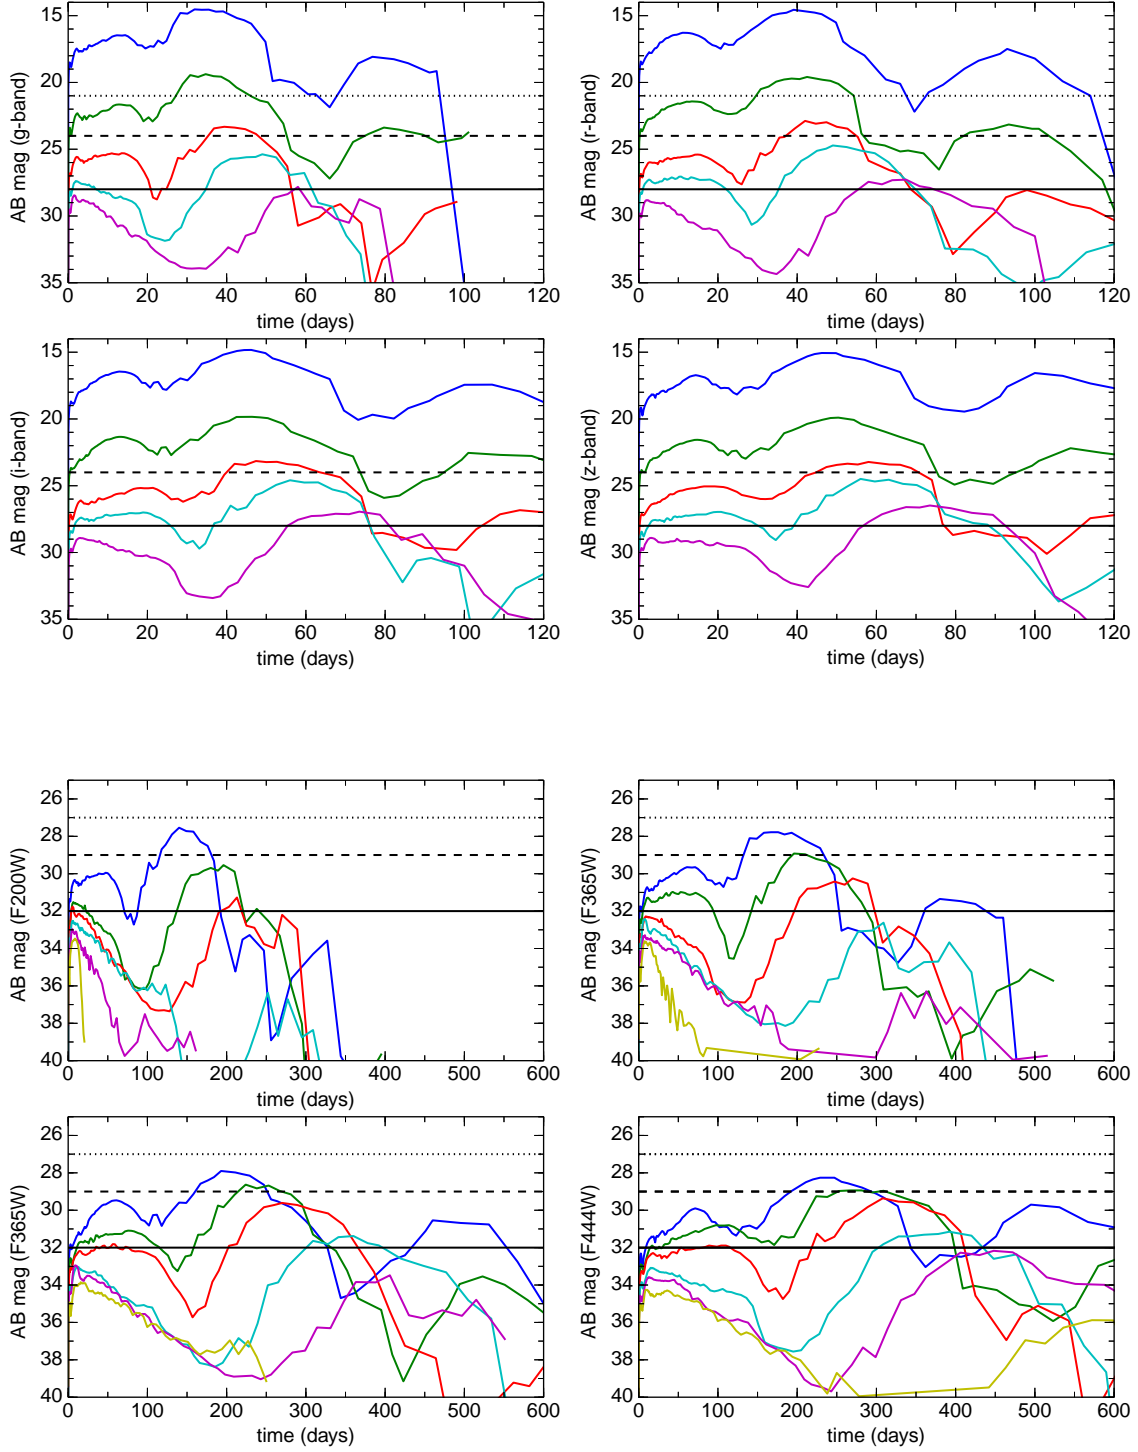 AB mag (g-band)
15
20
25
30
35
0 20 40 60 80 100 120
time (days)
AB mag (r-band)
15
20
25
30
35
0 20 40 60 80 100 120
time (days)
AB mag (i-band)
15
20
25
30
35
0 20 40 60 80 100 120
time (days)
AB mag (z-band)
15
20
25
30
35
0 20 40 60 80 100 120
time (days)
AB mag (F200W)
26
28
30
32
34
36
38
40
0 100 200 300 400 500 600
time (days)
AB mag (F365W)
26
28
30
32
34
36
38
40
0 100 200 300 400 500 600
time (days)
AB mag (F365W)
26
28
30
32
34
36
38
40
0 100 200 300 400 500 600
time (days)
AB mag (F444W)
26
28
30
32
34
36
38
40
0 100 200 300 400 500 600
time (days)